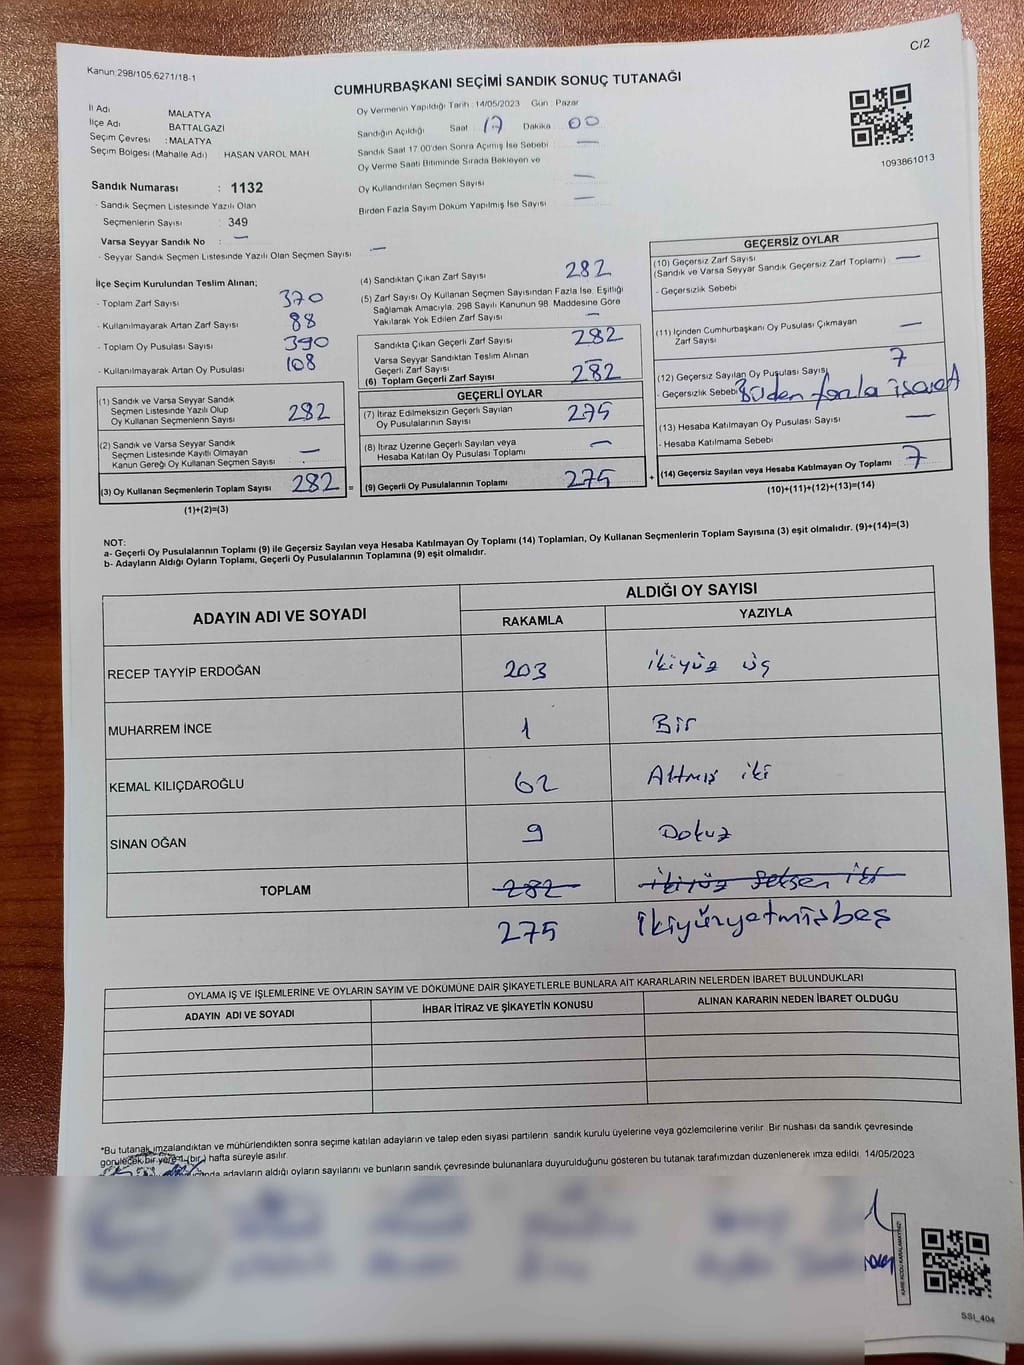 C/2
Kanun 298/105,6271/18-1
CUMHURBAŞKANI SEÇİMİ SANDIK SONUÇ TUTANAĞI
İl Adı MALATYA
İlçe Adı BATTALGAZI
Seçim Çevresi : MALATYA
Seçim Bölgesi (Mahalle Adı) : HASAN VAROL MAH
Oy Vermenin Yapıldığı Tarih : 14/05/2023 Gün : Pazar
Sandığın Açıldığı Saat : 17 Dakika : 00
Sandık Saat 17:00'den Sonra Açımış İse Sebebi : —
Oy Verme Saati Bitiminde Sırada Bekleyen ve
Oy Kullandırılan Seçmen Sayısı —
Birden Fazla Sayım Döküm Yapılmış İse Sayısı —
1093861013
Sandık Numarası : 1132
- Sandık Seçmen Listesinde Yazılı Olan
Seçmenlerin Sayısı : 349
Varsa Seyyar Sandık No : —
- Seyyar Sandık Seçmen Listesinde Yazılı Olan Seçmen Sayısı : —
İlçe Seçim Kurulundan Teslim Alınan;
- Toplam Zarf Sayısı 370
- Kullanılmayarak Artan Zarf Sayısı 88
- Toplam Oy Pusulası Sayısı 390
- Kullanılmayarak Artan Oy Pusulası 108
(1) Sandık ve Varsa Seyyar Sandık
Seçmen Listesinde Yazılı Olup
Oy Kullanan Seçmenlerin Sayısı 282
(2) Sandık ve Varsa Seyyar Sandık
Seçmen Listesinde Kayıtlı Olmayan
Kanun Gereği Oy Kullanan Seçmen Sayısı : —
(3) Oy Kullanan Seçmenlerin Toplam Sayısı 282 =
(1)+(2)=(3)
(4) Sandıktan Çıkan Zarf Sayısı 282
(5) Zarf Sayısı Oy Kullanan Seçmen Sayısından Fazla İse, Eşitliği
Sağlamak Amacıyla, 298 Sayılı Kanunun 98. Maddesine Göre
Yakılarak Yok Edilen Zarf Sayısı —
Sandıkta Çıkan Geçerli Zarf Sayısı 282
Varsa Seyyar Sandıktan Teslim Alınan
Geçerli Zarf Sayısı —
(6) Toplam Geçerli Zarf Sayısı 282
GEÇERLİ OYLAR
(7) İtiraz Edilmeksizin Geçerli Sayılan
Oy Pusulalarının Sayısı 275
(8) İtiraz Üzerine Geçerli Sayılan veya
Hesaba Katılan Oy Pusulası Toplamı —
(9) Geçerli Oy Pusulalarının Toplamı 275 +
GEÇERSİZ OYLAR
(10) Geçersiz Zarf Sayısı
(Sandık ve Varsa Seyyar Sandık Geçersiz Zarf Toplamı) —
- Geçersizlik Sebebi
(11) İçinden Cumhurbaşkanı Oy Pusulası Çıkmayan
Zarf Sayısı —
(12) Geçersiz Sayılan Oy Pusulası Sayısı 7
- Geçersizlik Sebebi Birden fazla işaret
(13) Hesaba Katılmayan Oy Pusulası Sayısı —
- Hesaba Katılmama Sebebi
(14) Geçersiz Sayılan veya Hesaba Katılmayan Oy Toplamı 7
(10)+(11)+(12)+(13)=(14)
NOT:
a- Geçerli Oy Pusulalarının Toplamı (9) ile Geçersiz Sayılan veya Hesaba Katılmayan Oy Toplamı (14) Toplamları, Oy Kullanan Seçmenlerin Toplam Sayısına (3) eşit olmalıdır. (9)+(14)=(3)
b- Adayların Aldığı Oyların Toplamı, Geçerli Oy Pusulalarının Toplamına (9) eşit olmalıdır.
ADAYIN ADI VE SOYADI ALDIĞI OY SAYISI
RAKAMLA YAZIYLA
RECEP TAYYİP ERDOĞAN 203 ikiyüz üç
MUHARREM İNCE 1 Bir
KEMAL KILIÇDAROĞLU 62 Altmış iki
SİNAN OĞAN 9 Dokuz
TOPLAM 282 ikiyüz seksen iki
275 ikiyüzyetmişbeş
OYLAMA İŞ VE İŞLEMLERİNE VE OYLARIN SAYIM VE DÖKÜMÜNE DAİR ŞİKAYETLERLE BUNLARA AİT KARARLARIN NELERDEN İBARET BULUNDUKLARI
ADAYIN ADI VE SOYADI İHBAR İTİRAZ VE ŞİKAYETİN KONUSU ALINAN KARARIN NEDEN İBARET OLDUĞU
*Bu tutanak imzalandıktan ve mühürlendikten sonra seçime katılan adayların ve talep eden siyasi partilerin sandık kurulu üyelerine veya gözlemcilerine verilir. Bir nüshası da sandık çevresinde
görülecek bir yere 1 (bir) hafta süreyle asılır.
adayların aldığı oyların sayılarını ve bunların sandık çevresinde bulunanlara duyurulduğunu gösteren bu tutanak tarafımızdan düzenlenerek imza edildi. 14/05/2023
SSI_404